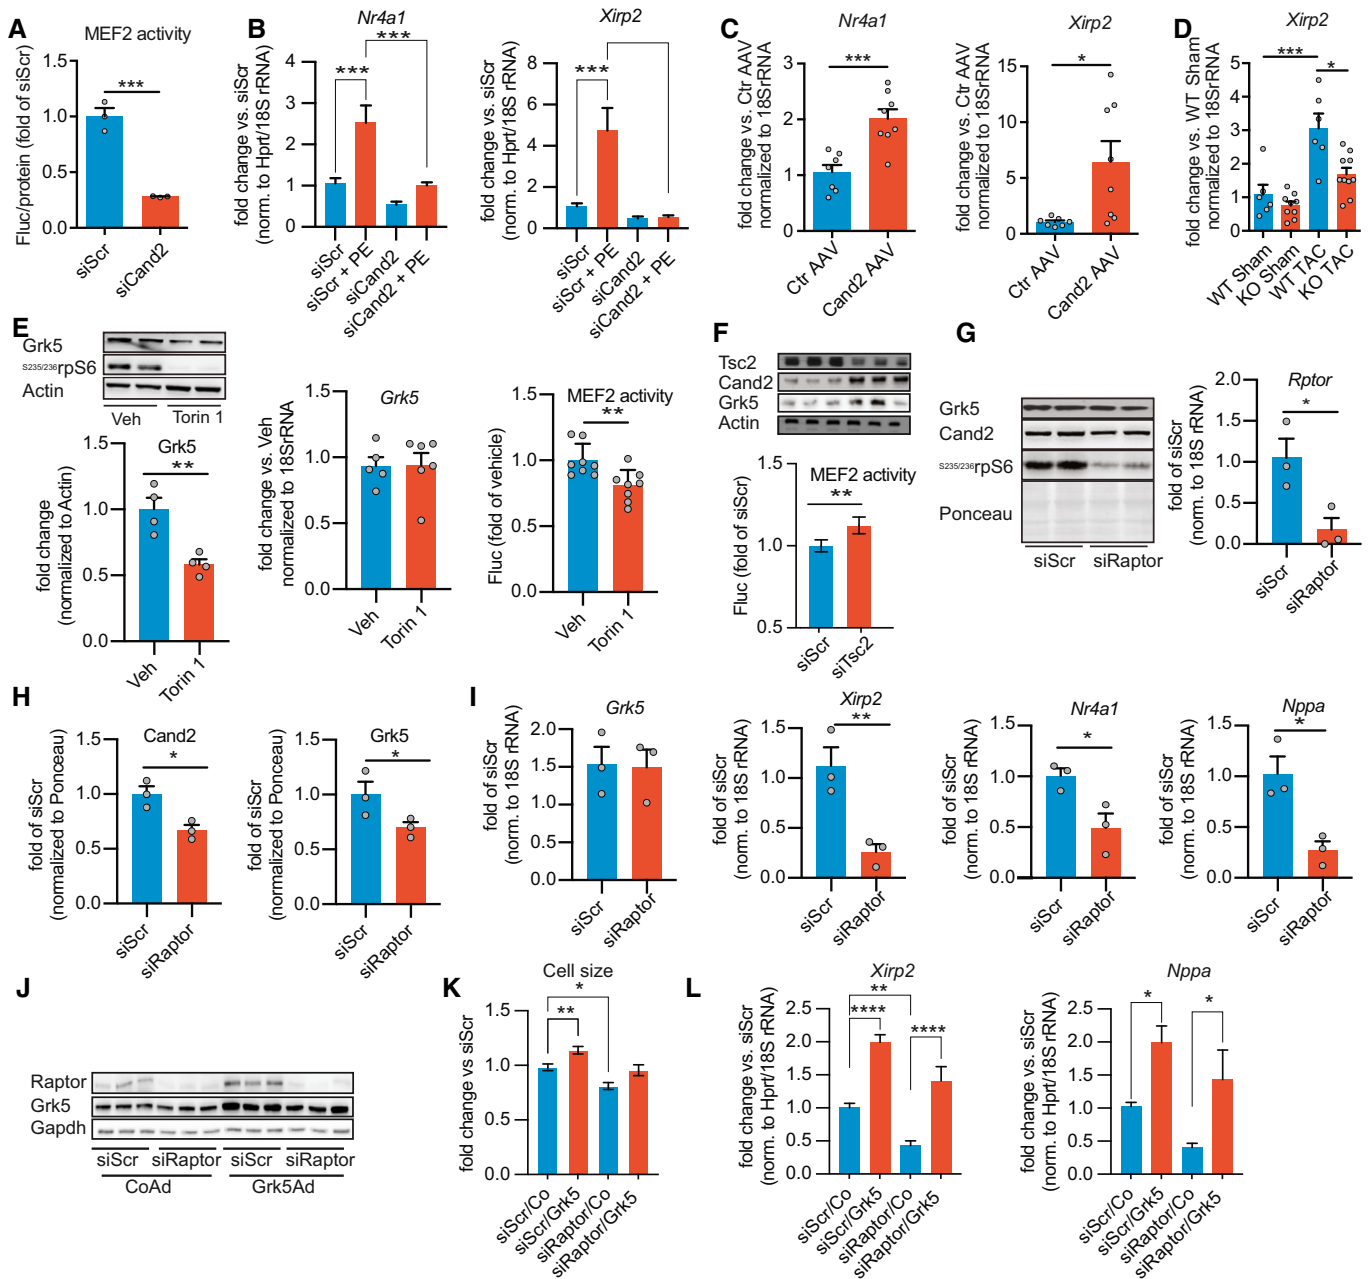 A
MEF2 activity
Fluc/protein (fold of siScr)
1.5
1.0
0.5
0.0
***
siScr
siCand2
B
Nr4a1
fold change vs. siScr
(norm. to Hprt/18S rRNA)
4
3
2
1
0
***
***
siScr
siScr + PE
siCand2
siCand2 + PE
Xirp2
fold change vs. siScr
(norm. to Hprt/18S rRNA)
8
6
4
2
0
***
siScr
siScr + PE
siCand2
siCand2 + PE
C
Nr4a1
fold change vs. Ctr AAV
normalized to 18SrRNA
3
2
1
0
***
Ctr AAV
Cand2 AAV
Xirp2
fold change vs. Ctr AAV
normalized to 18SrRNA
15
10
5
0
*
Ctr AAV
Cand2 AAV
D
Xirp2
fold change vs. WT Sham
normalized to 18SrRNA
5
4
3
2
1
0
***
*
WT Sham
KO Sham
WT TAC
KO TAC
E
Grk5
S235/236rpS6
Actin
Veh
Torin 1
Grk5
fold change
(normalized to Actin)
1.5
1.0
0.5
0.0
**
Veh
Torin 1
Grk5
fold change vs. Veh
normalized to 18SrRNA
1.5
1.0
0.5
0.0
Veh
Torin 1
MEF2 activity
Fluc (fold of vehicle)
1.5
1.0
0.5
0.0
**
Veh
Torin 1
F
Tsc2
Cand2
Grk5
Actin
MEF2 activity
Fluc (fold of siScr)
1.5
1.0
0.5
**
siScr
siTsc2
G
Grk5
Cand2
S235/236rpS6
Ponceau
siScr
siRaptor
Rptor
fold of siScr
(norm. to 18S rRNA)
2.0
1.5
1.0
0.5
0.0
*
siScr
siRaptor
H
Cand2
fold of siScr
(normalized to Ponceau)
1.5
1.0
0.5
0.0
*
siScr
siRaptor
Grk5
fold of siScr
(normalized to Ponceau)
1.5
1.0
0.5
0.0
*
siScr
siRaptor
I
Grk5
fold of siScr
(norm. to 18S rRNA)
2.0
1.5
1.0
0.5
0.0
siScr
siRaptor
Xirp2
fold of siScr
(norm. to 18S rRNA)
1.5
1.0
0.5
0.0
**
siScr
siRaptor
Nr4a1
fold of siScr
(norm. to 18S rRNA)
1.5
1.0
0.5
0.0
*
siScr
siRaptor
Nppa
fold of siScr
(norm. to 18S rRNA)
1.5
1.0
0.5
0.0
*
siScr
siRaptor
J
Raptor
Grk5
Gapdh
siScr
siRaptor
siScr
siRaptor
CoAd
Grk5Ad
K
Cell size
fold change vs. siScr
1.5
1.0
0.5
0.0
*
**
siScr/Co
siScr/Grk5
siRaptor/Co
siRaptor/Grk5
L
Xirp2
fold change vs. siScr
(norm. to Hprt/18S rRNA)
2.5
2.0
1.5
1.0
0.5
0.0
**
****
****
siScr/Co
siScr/Grk5
siRaptor/Co
siRaptor/Grk5
Nppa
fold change vs. siScr
(norm. to Hprt/18S rRNA)
2.5
2.0
1.5
1.0
0.5
0.0
*
*
siScr/Co
siScr/Grk5
siRaptor/Co
siRaptor/Grk5